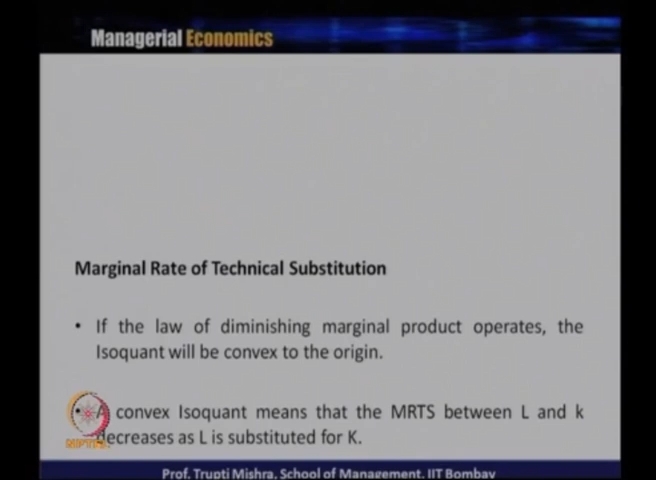 Managerial Economics
Marginal Rate of Technical Substitution
• If the law of diminishing marginal product operates, the
Isoquant will be convex to the origin.
• A convex Isoquant means that the MRTS between L and k
decreases as L is substituted for K.
NPTEL
Prof. Trupti Mishra, School of Management, IIT Bombay